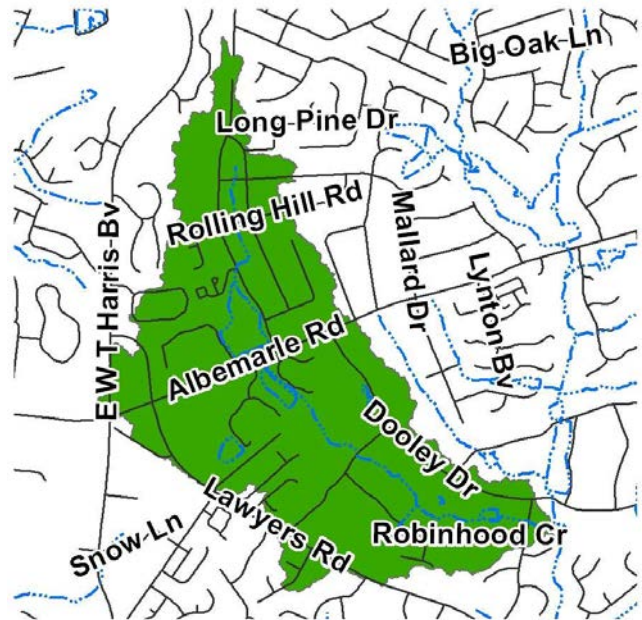 Big Oak Ln
Long Pine Dr
Rolling Hill Rd
Mallard Dr
E W T Harris Bv
Lynton Bv
Albemarle Rd
Dooley Dr
Lawyers Rd
Snow Ln
Robinhood Cr